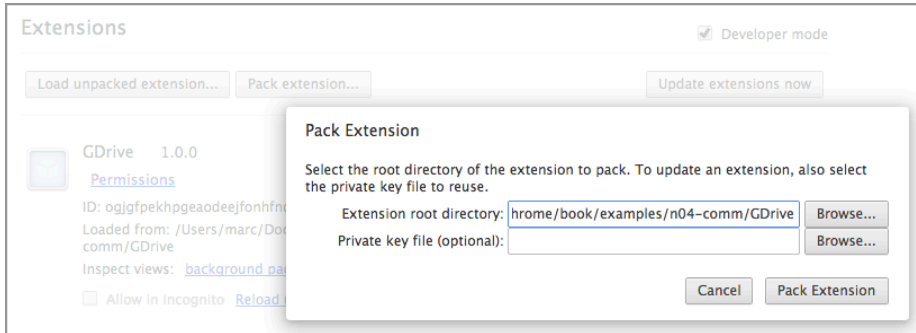 Extensions
Developer mode
Load unpacked extension...
Pack extension...
Update extensions now
GDrive 1.0.0
Permissions
ID: ogjgfpekhpgeaodeejfonhfn
Loaded from: /Users/marc/Doc
comm/GDrive
Inspect views: background pa
Allow in incognito Reload
Pack Extension
Select the root directory of the extension to pack. To update an extension, also select
the private key file to reuse.
Extension root directory: hrome/book/examples/n04-comm/GDrive Browse...
Private key file (optional): Browse...
Cancel Pack Extension